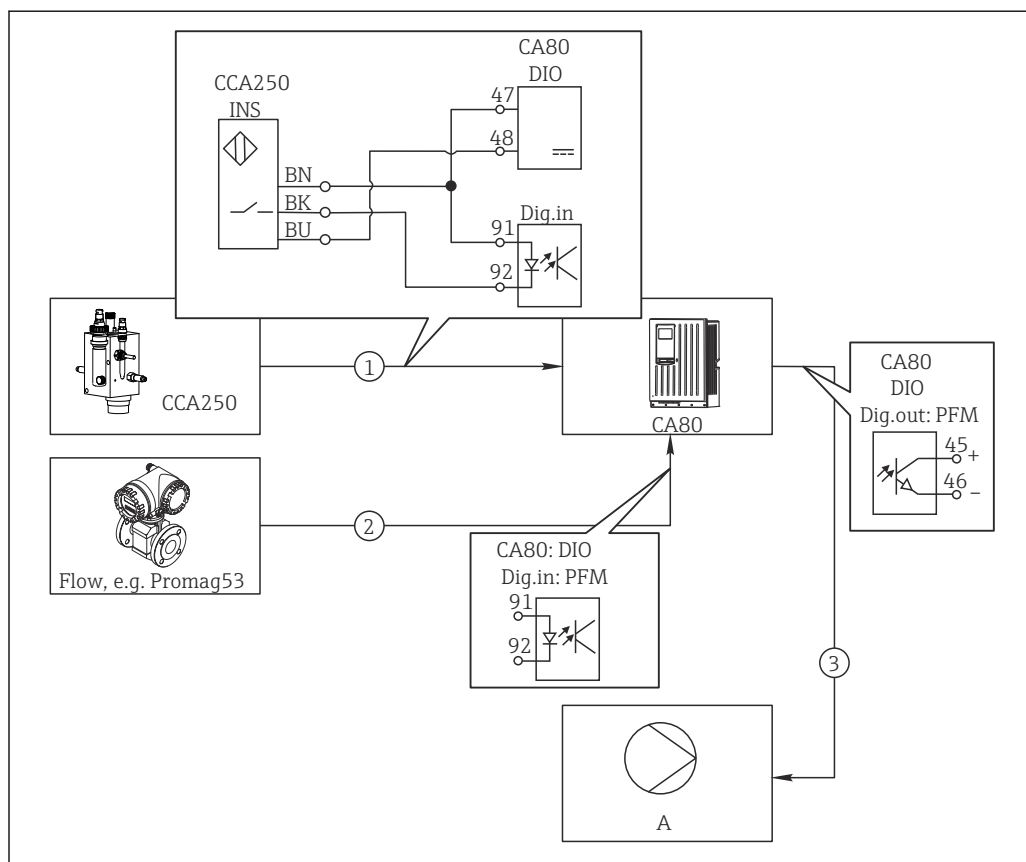 CA80
DIO
CCA250
INS
47
48
BN
BK
BU
Dig.in
91
92
CCA250
1
CA80
CA80
DIO
Dig.out: PFM
45 +
46 –
Flow, e.g. Promag53
2
CA80: DIO
Dig.in: PFM
91
92
3
A